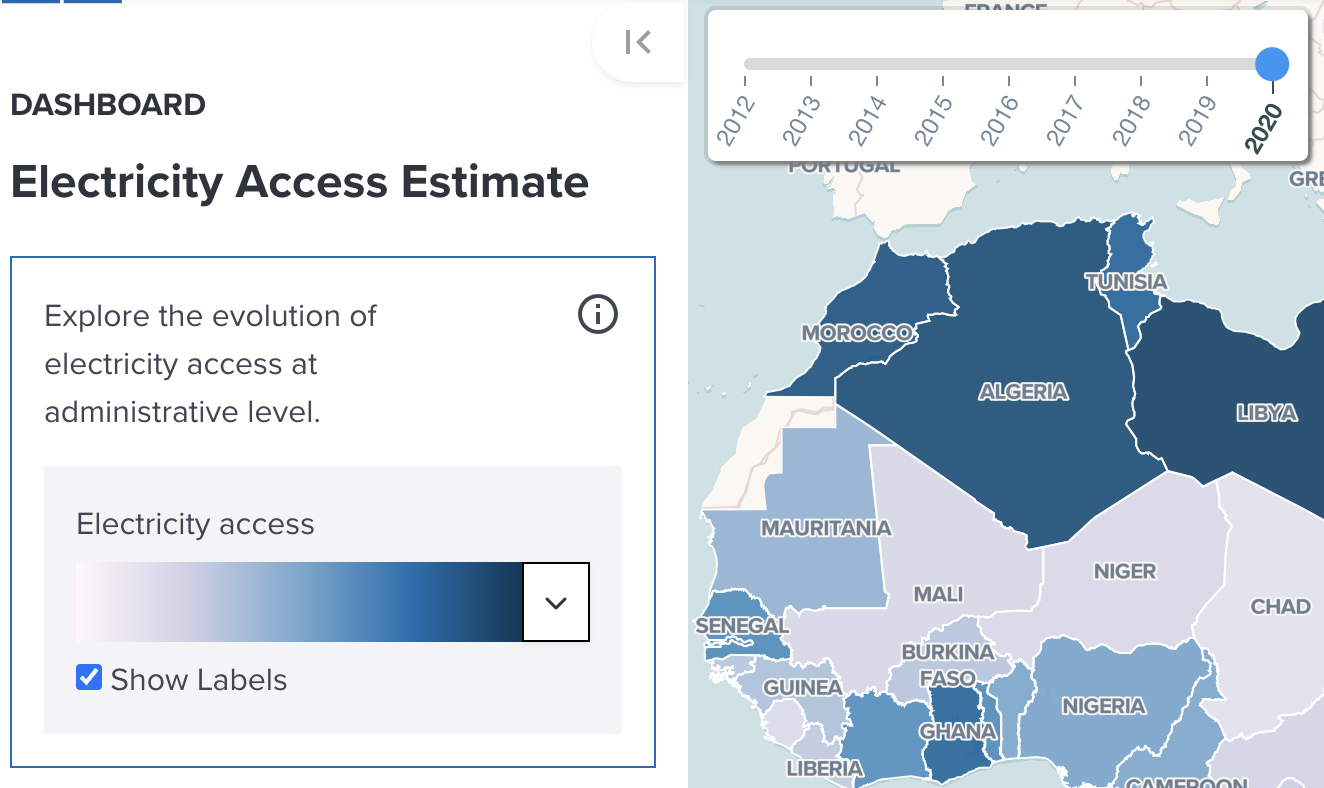 DASHBOARD
Electricity Access Estimate
Explore the evolution of
electricity access at
administrative level.
Electricity access
Show Labels
FRANCE
2012
2013
2014
2015
2016
2017
2018
2019
2020
PORTUGAL
GRE
TUNISIA
MOROCCO
ALGERIA
LIBYA
MAURITANIA
MALI
NIGER
CHAD
SENEGAL
BURKINA
FASO
GUINEA
NIGERIA
GHANA
LIBERIA
CAMEROON